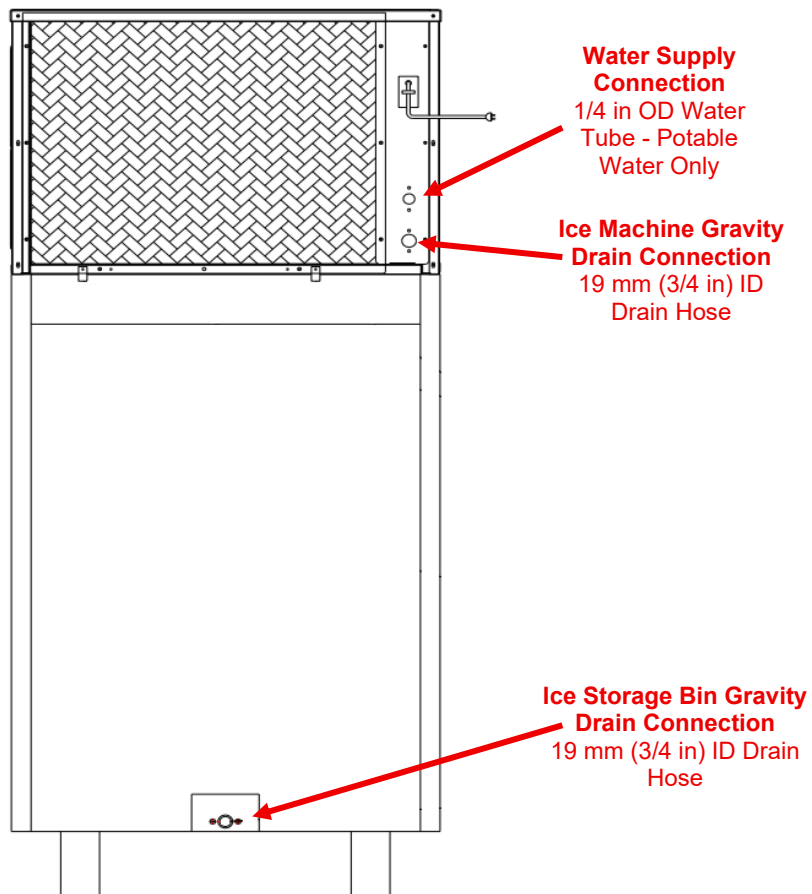 Water Supply
Connection
1/4 in OD Water
Tube - Potable
Water Only
Ice Machine Gravity
Drain Connection
19 mm (3/4 in) ID
Drain Hose
Ice Storage Bin Gravity
Drain Connection
19 mm (3/4 in) ID Drain
Hose